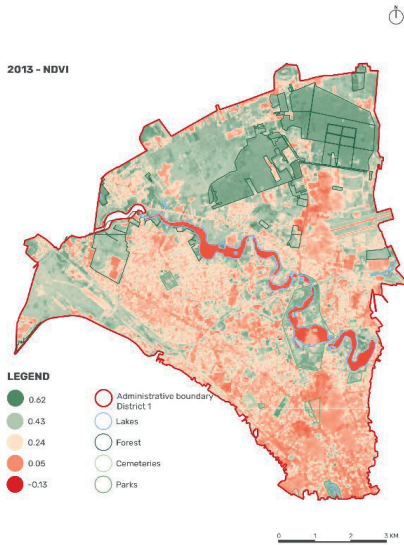 N
2013 - NDVI
LEGEND
0.62
0.43
0.24
0.05
-0.13
Administrative boundary
District 1
Lakes
Forest
Cemeteries
Parks
0 1 2 3 KM